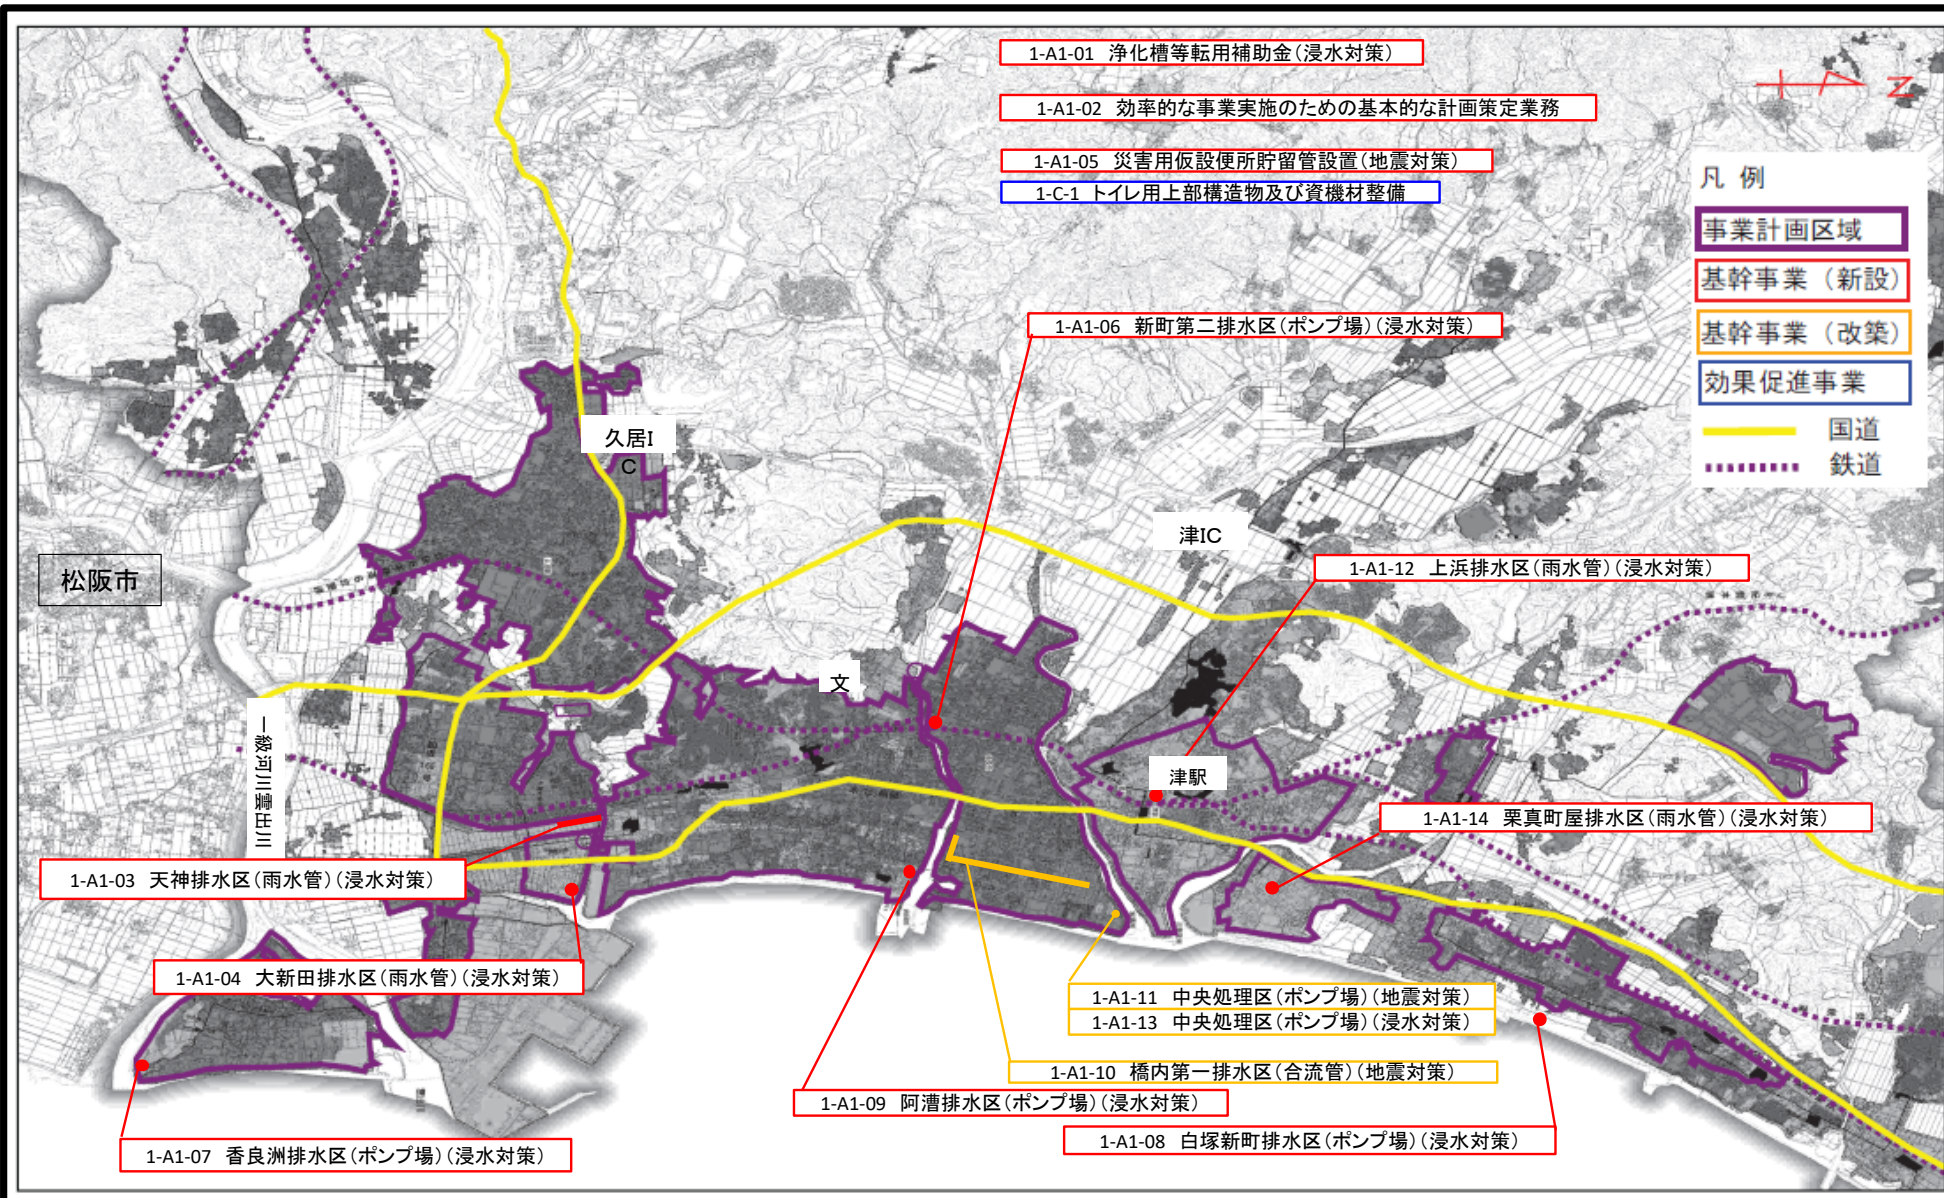 1-A1-01 浄化槽等転用補助金(浸水対策)
1-A1-02 効率的な事業実施のための基本的な計画策定業務
1-A1-05 災害用仮設便所貯留管設置(地震対策)
1-C-1 トイレ用上部構造物及び資機材整備
Z
凡 例
事業計画区域
基幹事業(新設)
基幹事業(改築)
効果促進事業
国道
鉄道
1-A1-06 新町第二排水区(ポンプ場)(浸水対策)
久居I
C
津IC
松阪市
1-A1-12 上浜排水区(雨水管)(浸水対策)
文
一級河川雲出川
津駅
1-A1-14 栗真町屋排水区(雨水管)(浸水対策)
1-A1-03 天神排水区(雨水管)(浸水対策)
1-A1-04 大新田排水区(雨水管)(浸水対策)
1-A1-11 中央処理区(ポンプ場)(地震対策)
1-A1-13 中央処理区(ポンプ場)(浸水対策)
1-A1-10 橋内第一排水区(合流管)(地震対策)
1-A1-09 阿漕排水区(ポンプ場)(浸水対策)
1-A1-08 白塚新町排水区(ポンプ場)(浸水対策)
1-A1-07 香良洲排水区(ポンプ場)(浸水対策)